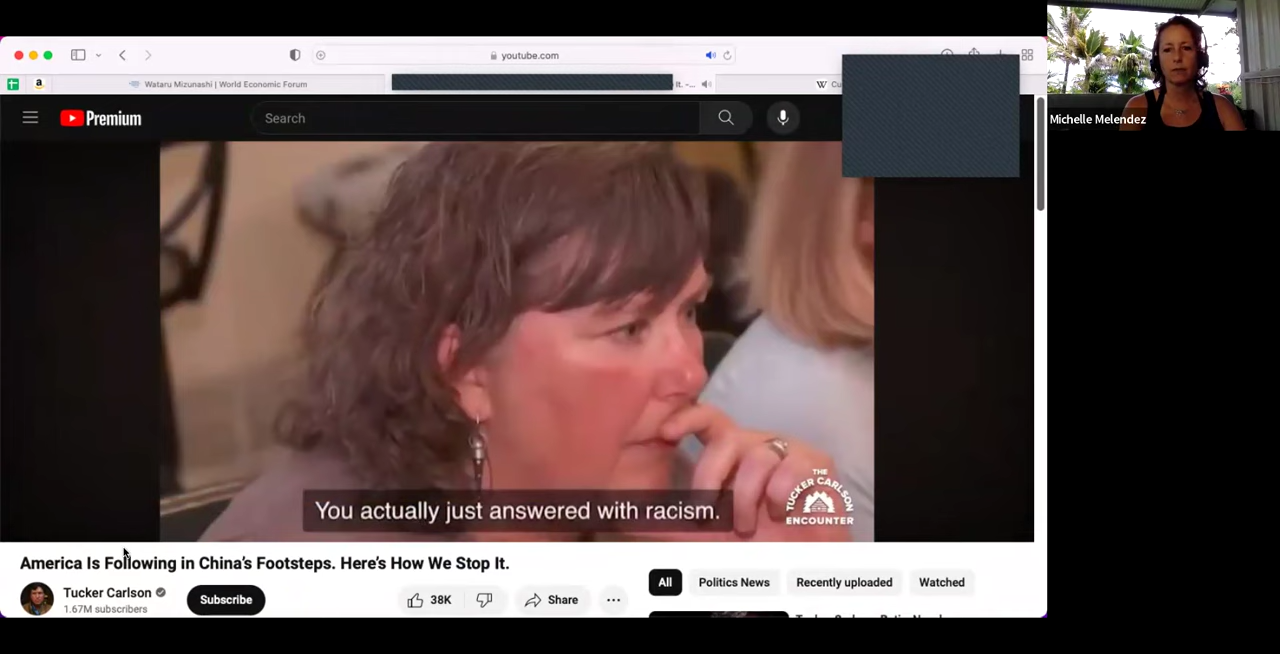 youtube.com
a
Wataru Mizunashi | World Economic Forum
It. -...
W Cu
Premium
Search
Michelle Melendez
You actually just answered with racism.
THE
TUCKER CARLSON
ENCOUNTER
America Is Following in China's Footsteps. Here's How We Stop It.
Tucker Carlson
1.67M subscribers
Subscribe
38K
Share
All
Politics News
Recently uploaded
Watched